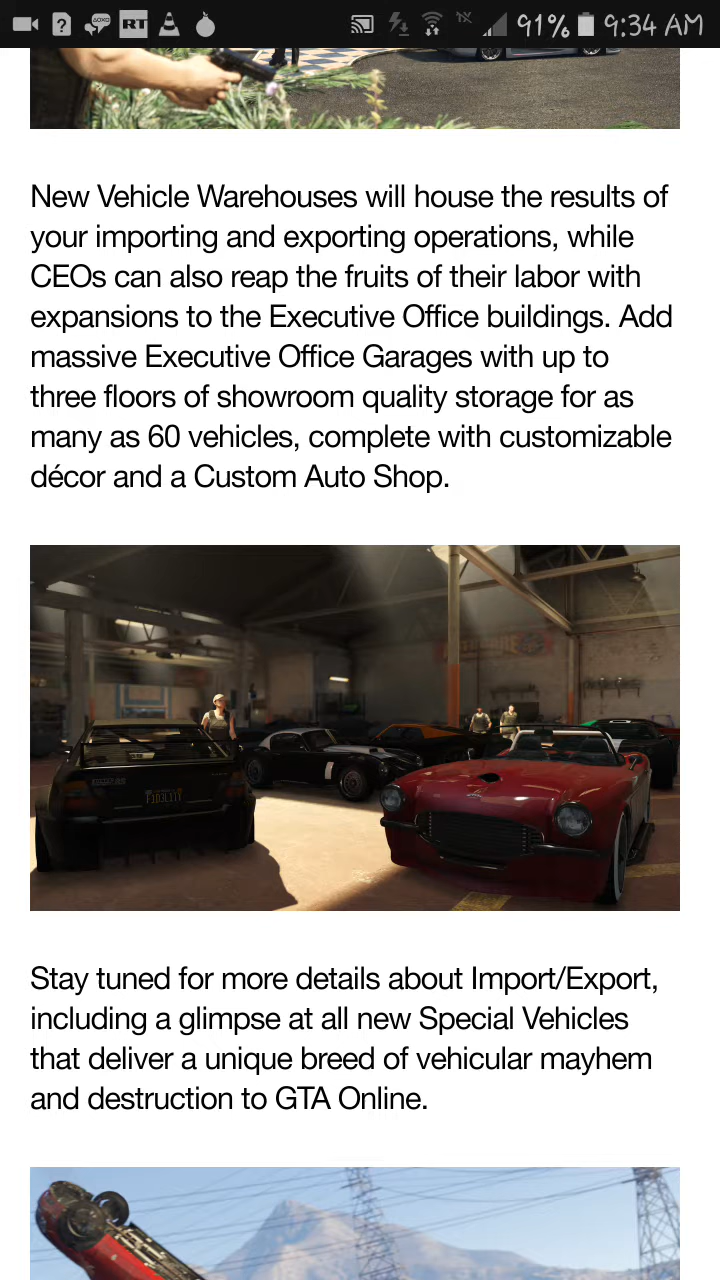 RT
91% 9:34 AM
New Vehicle Warehouses will house the results of
your importing and exporting operations, while
CEOs can also reap the fruits of their labor with
expansions to the Executive Office buildings. Add
massive Executive Office Garages with up to
three floors of showroom quality storage for as
many as 60 vehicles, complete with customizable
décor and a Custom Auto Shop.
F1D3L1TY
Stay tuned for more details about Import/Export,
including a glimpse at all new Special Vehicles
that deliver a unique breed of vehicular mayhem
and destruction to GTA Online.